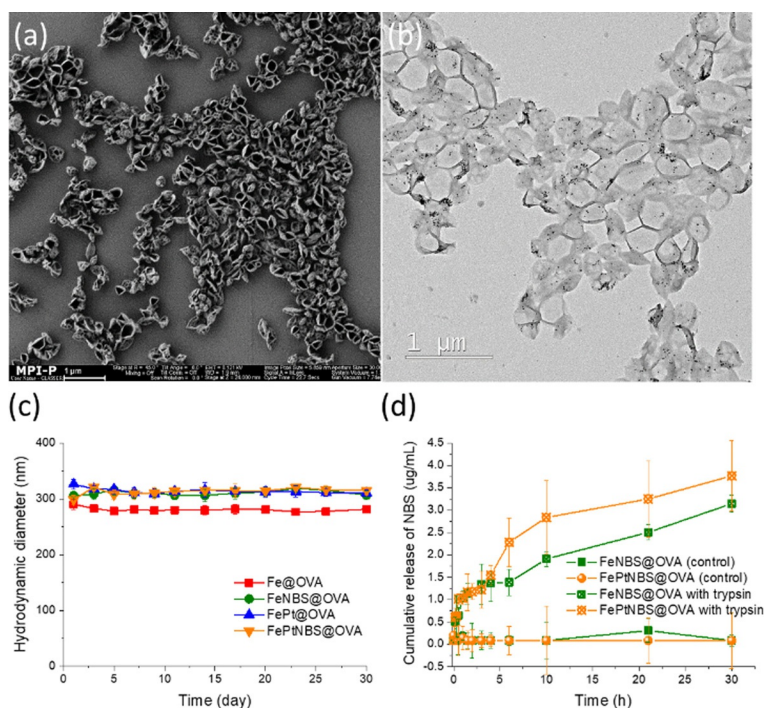 (a)
(b)
MPI-P
1 μm
1 μm
(c)
(d)
Hydrodynamic diameter (nm)
400
300
200
100
0
0
5
10
15
20
25
30
Time (day)
Fe@OVA
FeNBS@OVA
FePt@OVA
FePtNBS@OVA
Cumulative release of NBS (ug/mL)
4.5
4.0
3.5
3.0
2.5
2.0
1.5
1.0
0.5
0.0
-0.5
0
5
10
15
20
25
30
Time (h)
FeNBS@OVA (control)
FePtNBS@OVA (control)
FeNBS@OVA with trypsin
FePtNBS@OVA with trypsin